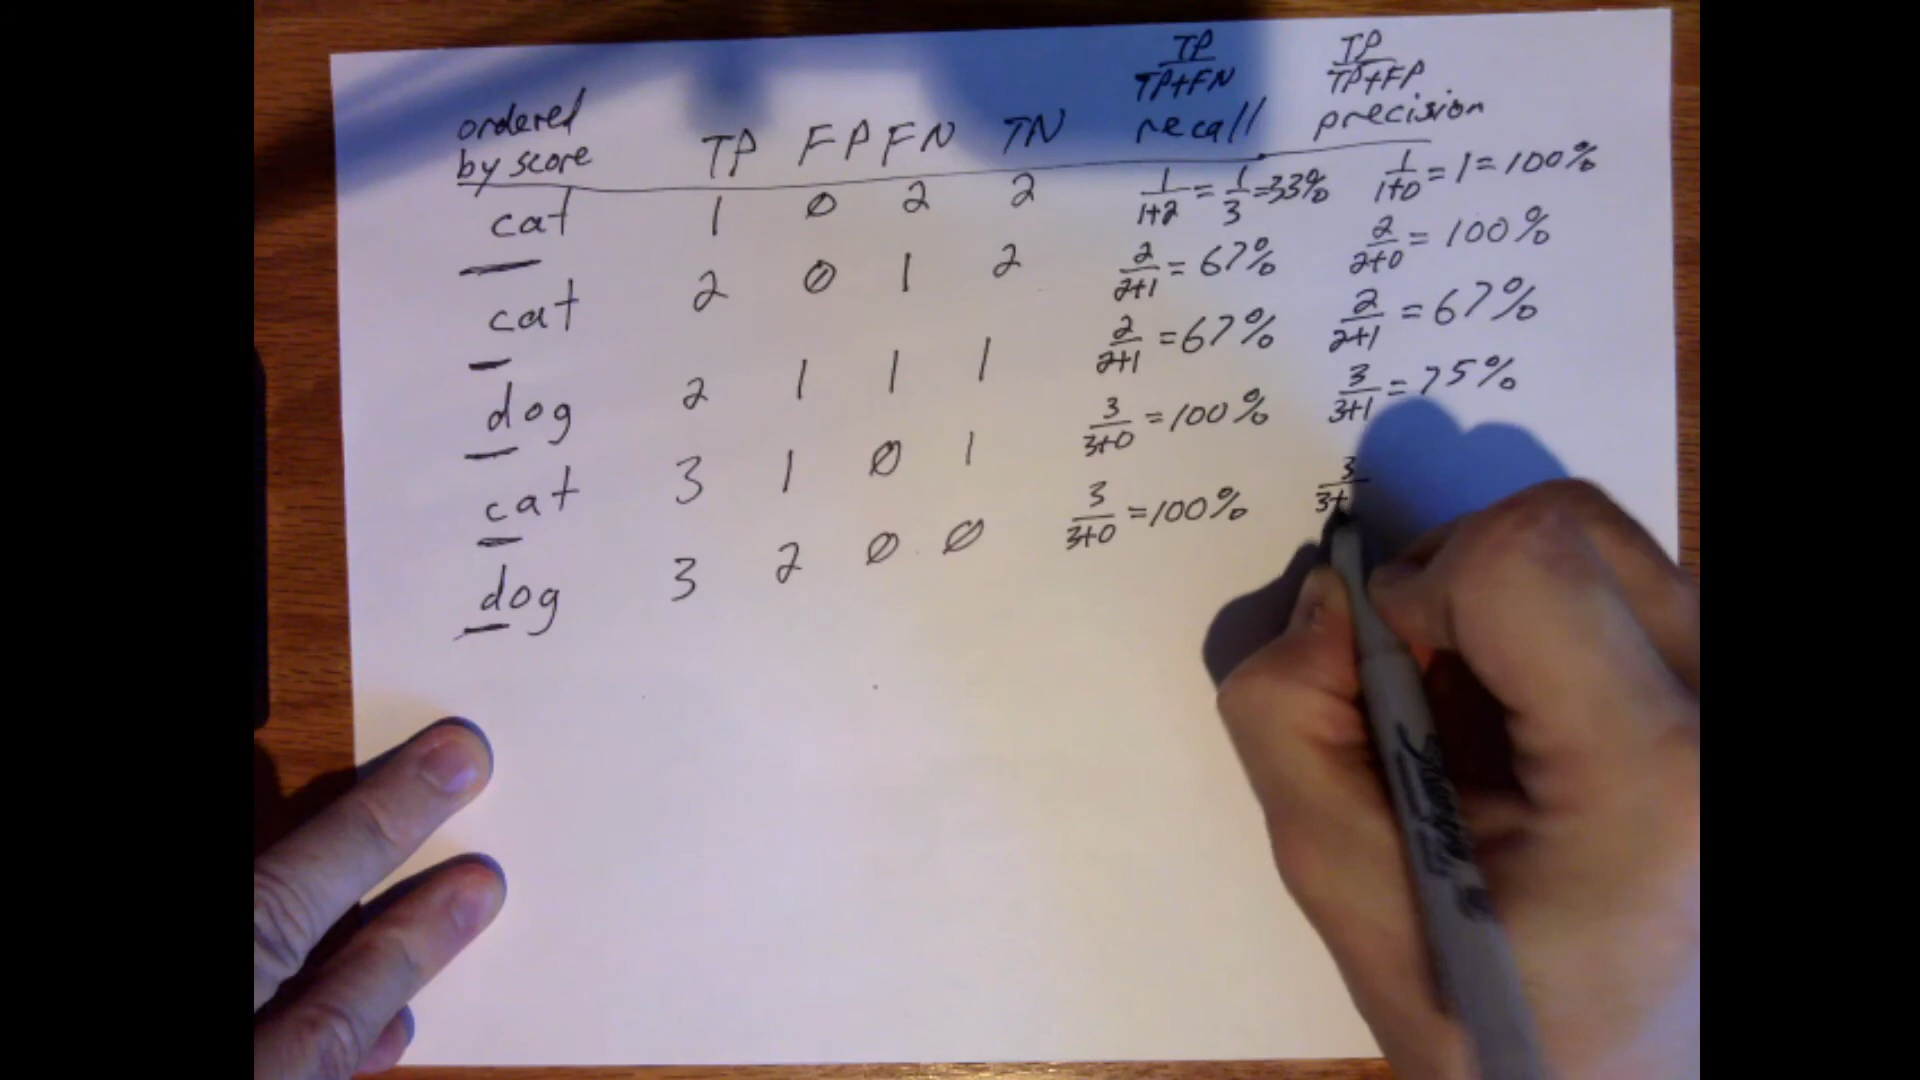 ordered by score TP FP FN TN TP/TP+FN recall TP/TP+FP precision
cat 1 0 2 2 1/1+2 = 1/3 = 33% 1/1+0 = 1 = 100%
cat 2 0 1 2 2/2+1 = 67% 2/2+0 = 100%
dog 2 1 1 1 2/2+1 = 67% 2/2+1 = 67%
cat 3 1 0 1 3/3+0 = 100% 3/3+1 = 75%
dog 3 2 0 0 3/3+0 = 100% 3/3+